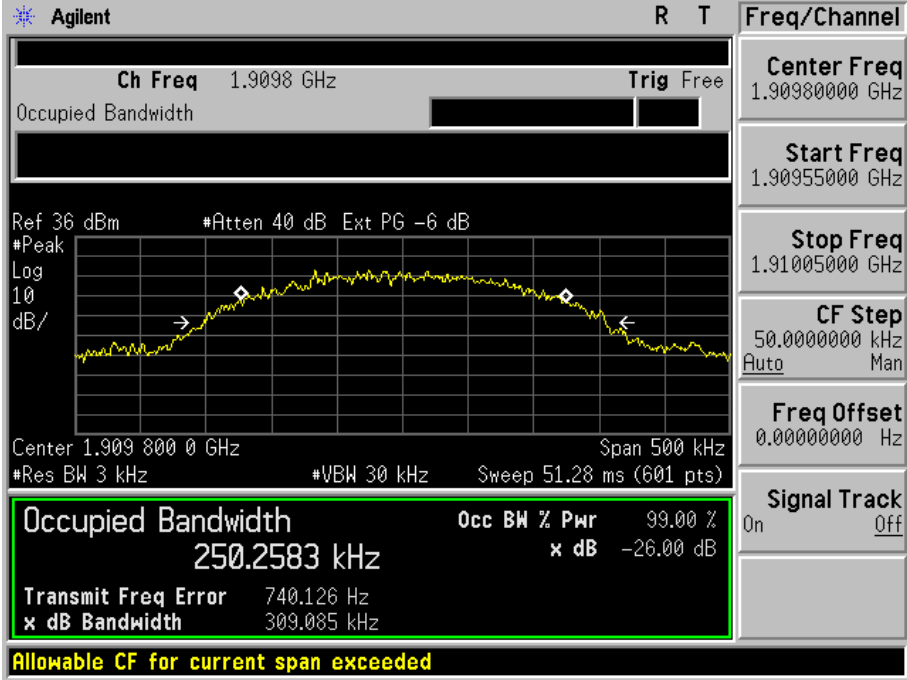 Agilent R T
Freq/Channel
Ch Freq 1.9098 GHz Trig Free
Occupied Bandwidth
Ref 36 dBm #Atten 40 dB Ext PG -6 dB
#Peak
Log
10
dB/
Center 1.909 800 0 GHz Span 500 kHz
#Res BW 3 kHz #VBW 30 kHz Sweep 51.28 ms (601 pts)
Occupied Bandwidth
250.2583 kHz
Occ BW % Pwr 99.00 %
x dB -26.00 dB
Transmit Freq Error 740.126 Hz
x dB Bandwidth 309.085 kHz
Allowable CF for current span exceeded
Center Freq
1.90980000 GHz
Start Freq
1.90955000 GHz
Stop Freq
1.91005000 GHz
CF Step
50.0000000 kHz
Auto Man
Freq Offset
0.00000000 Hz
Signal Track
On Off